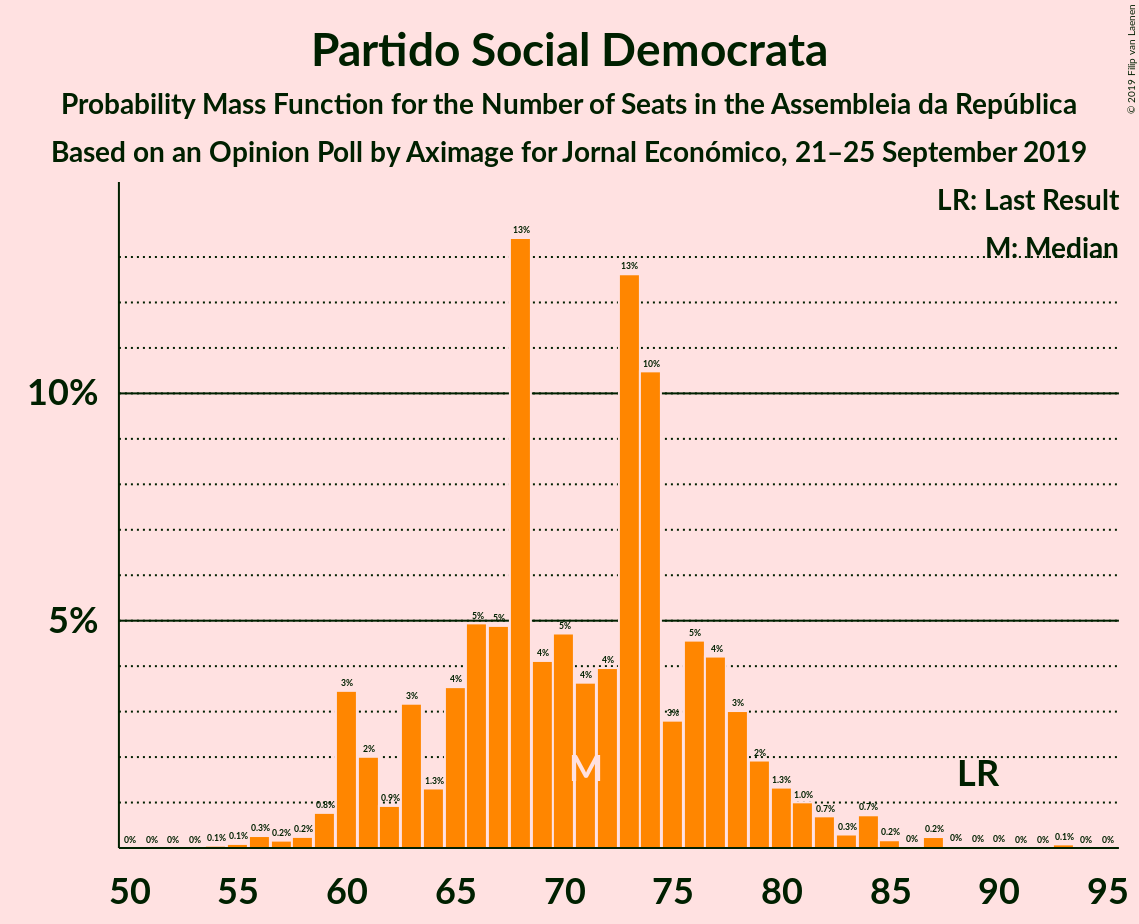 Partido Social Democrata
Probability Mass Function for the Number of Seats in the Assembleia da República
Based on an Opinion Poll by Aximage for Jornal Económico, 21–25 September 2019
© 2019 Filip van Laenen
LR: Last Result
M: Median
10%
5%
0% 0% 0% 0% 0.1% 0.1% 0.3% 0.2% 0.2% 0.8% 3% 2% 0.9% 3% 1.3% 4% 5% 5% 13% 4% 5% 4% 4% 13% 10% 3% 5% 4% 3% 2% 1.3% 1.0% 0.7% 0.3% 0.7% 0.2% 0% 0.2% 0% 0% 0% 0% 0% 0.1% 0% 0%
M
LR
50 55 60 65 70 75 80 85 90 95